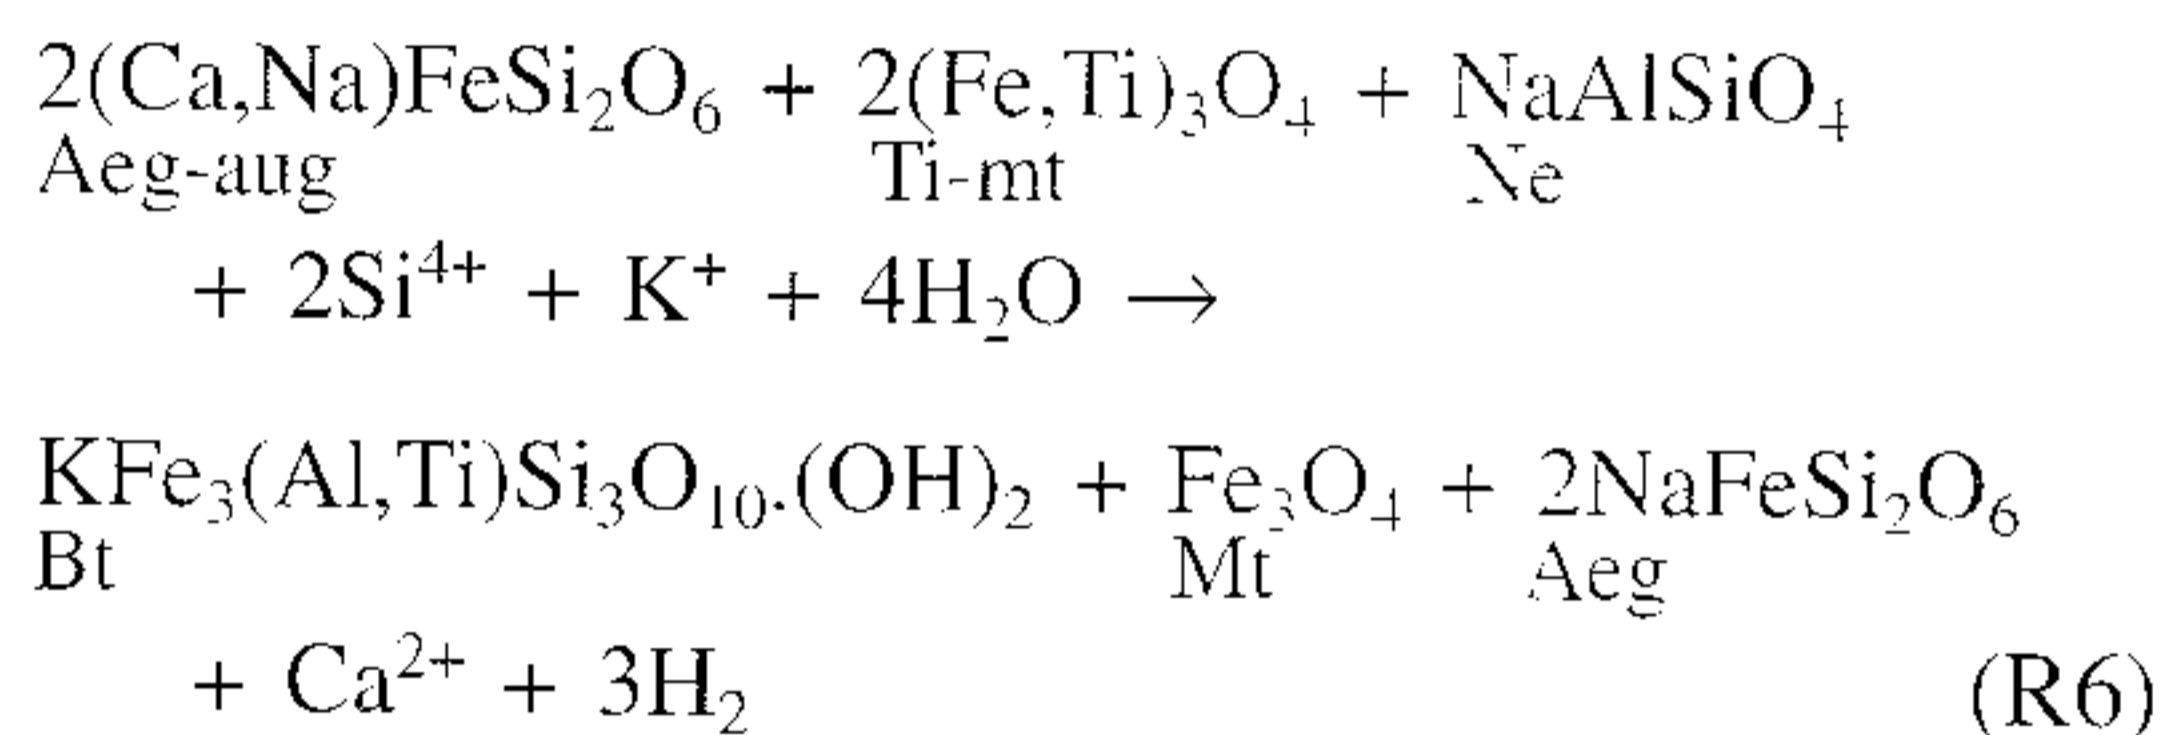 2(Ca,Na)FeSi₂O₆ + 2(Fe,Ti)₃O₄ + NaAlSiO₄
Aeg-aug Ti-mt Ne
+ 2Si⁴⁺ + K⁺ + 4H₂O →
KFe₃(Al,Ti)Si₃O₁₀.(OH)₂ + Fe₃O₄ + 2NaFeSi₂O₆
Bt Mt Aeg
+ Ca²⁺ + 3H₂ (R6)